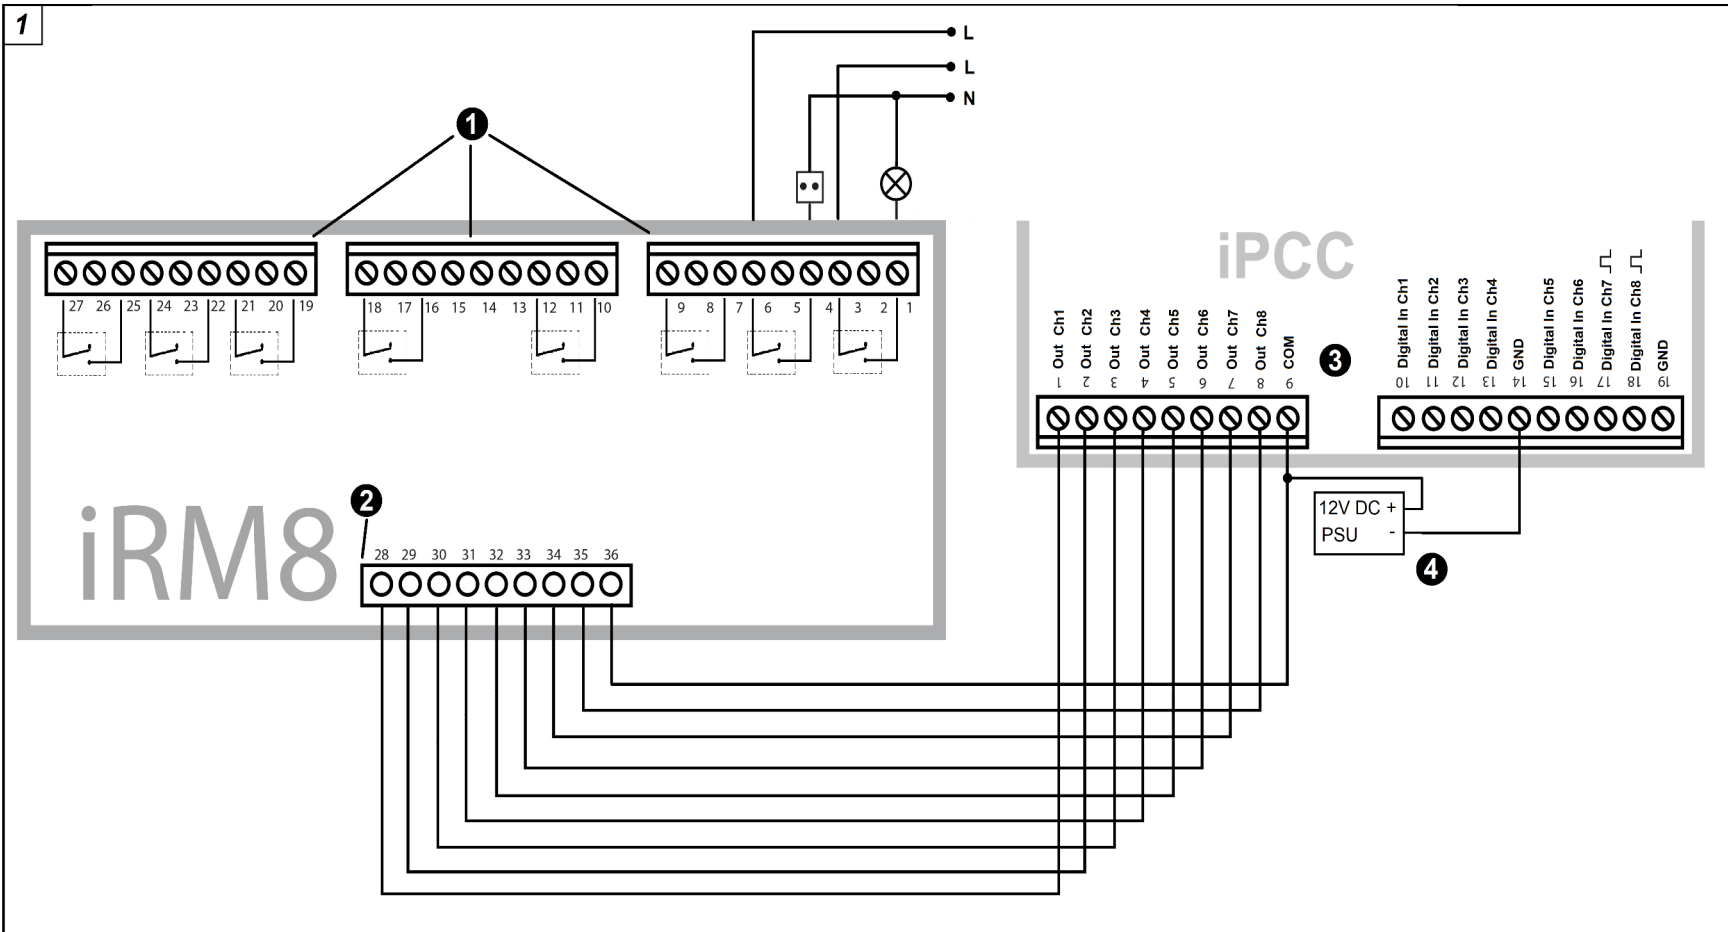 1
L
L
N
1
27 26 25 24 23 22 21 20 19
18 17 16 15 14 13 12 11 10
9 8 7 6 5 4 3 2 1
iPCC
Out Ch1
Out Ch2
Out Ch3
Out Ch4
Out Ch5
Out Ch6
Out Ch7
Out Ch8
COM
1 2 3 4 5 6 7 8 9
3
Digital In Ch1
Digital In Ch2
Digital In Ch3
Digital In Ch4
GND
Digital In Ch5
Digital In Ch6
Digital In Ch7
Digital In Ch8
GND
10 11 12 13 14 15 16 17 18 19
iRM8
2
28 29 30 31 32 33 34 35 36
12V DC +
PSU -
4